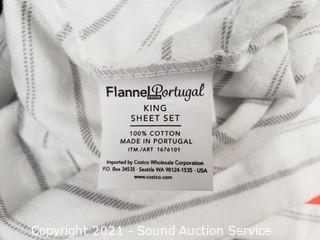 Flannel FROM Portugal
KING
SHEET SET
100% COTTON
MADE IN PORTUGAL
ITM./ART 1676101
Imported by Costco Wholesale Corporation
P.O. Box 34535 · Seattle WA 98124-1535 · USA
www.costco.com
Copyright 2021 - Sound Auction Service